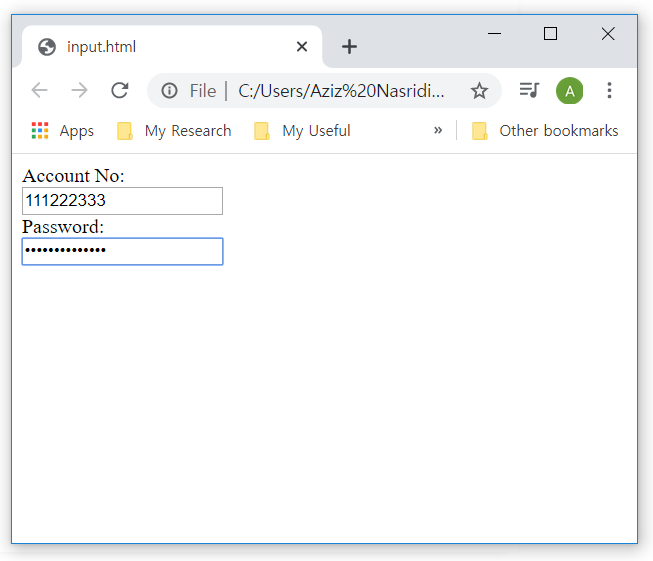 input.html
File | C:/Users/Aziz%20Nasridi...
A
Apps My Research My Useful » Other bookmarks
Account No:
111222333
Password:
••••••••••••••